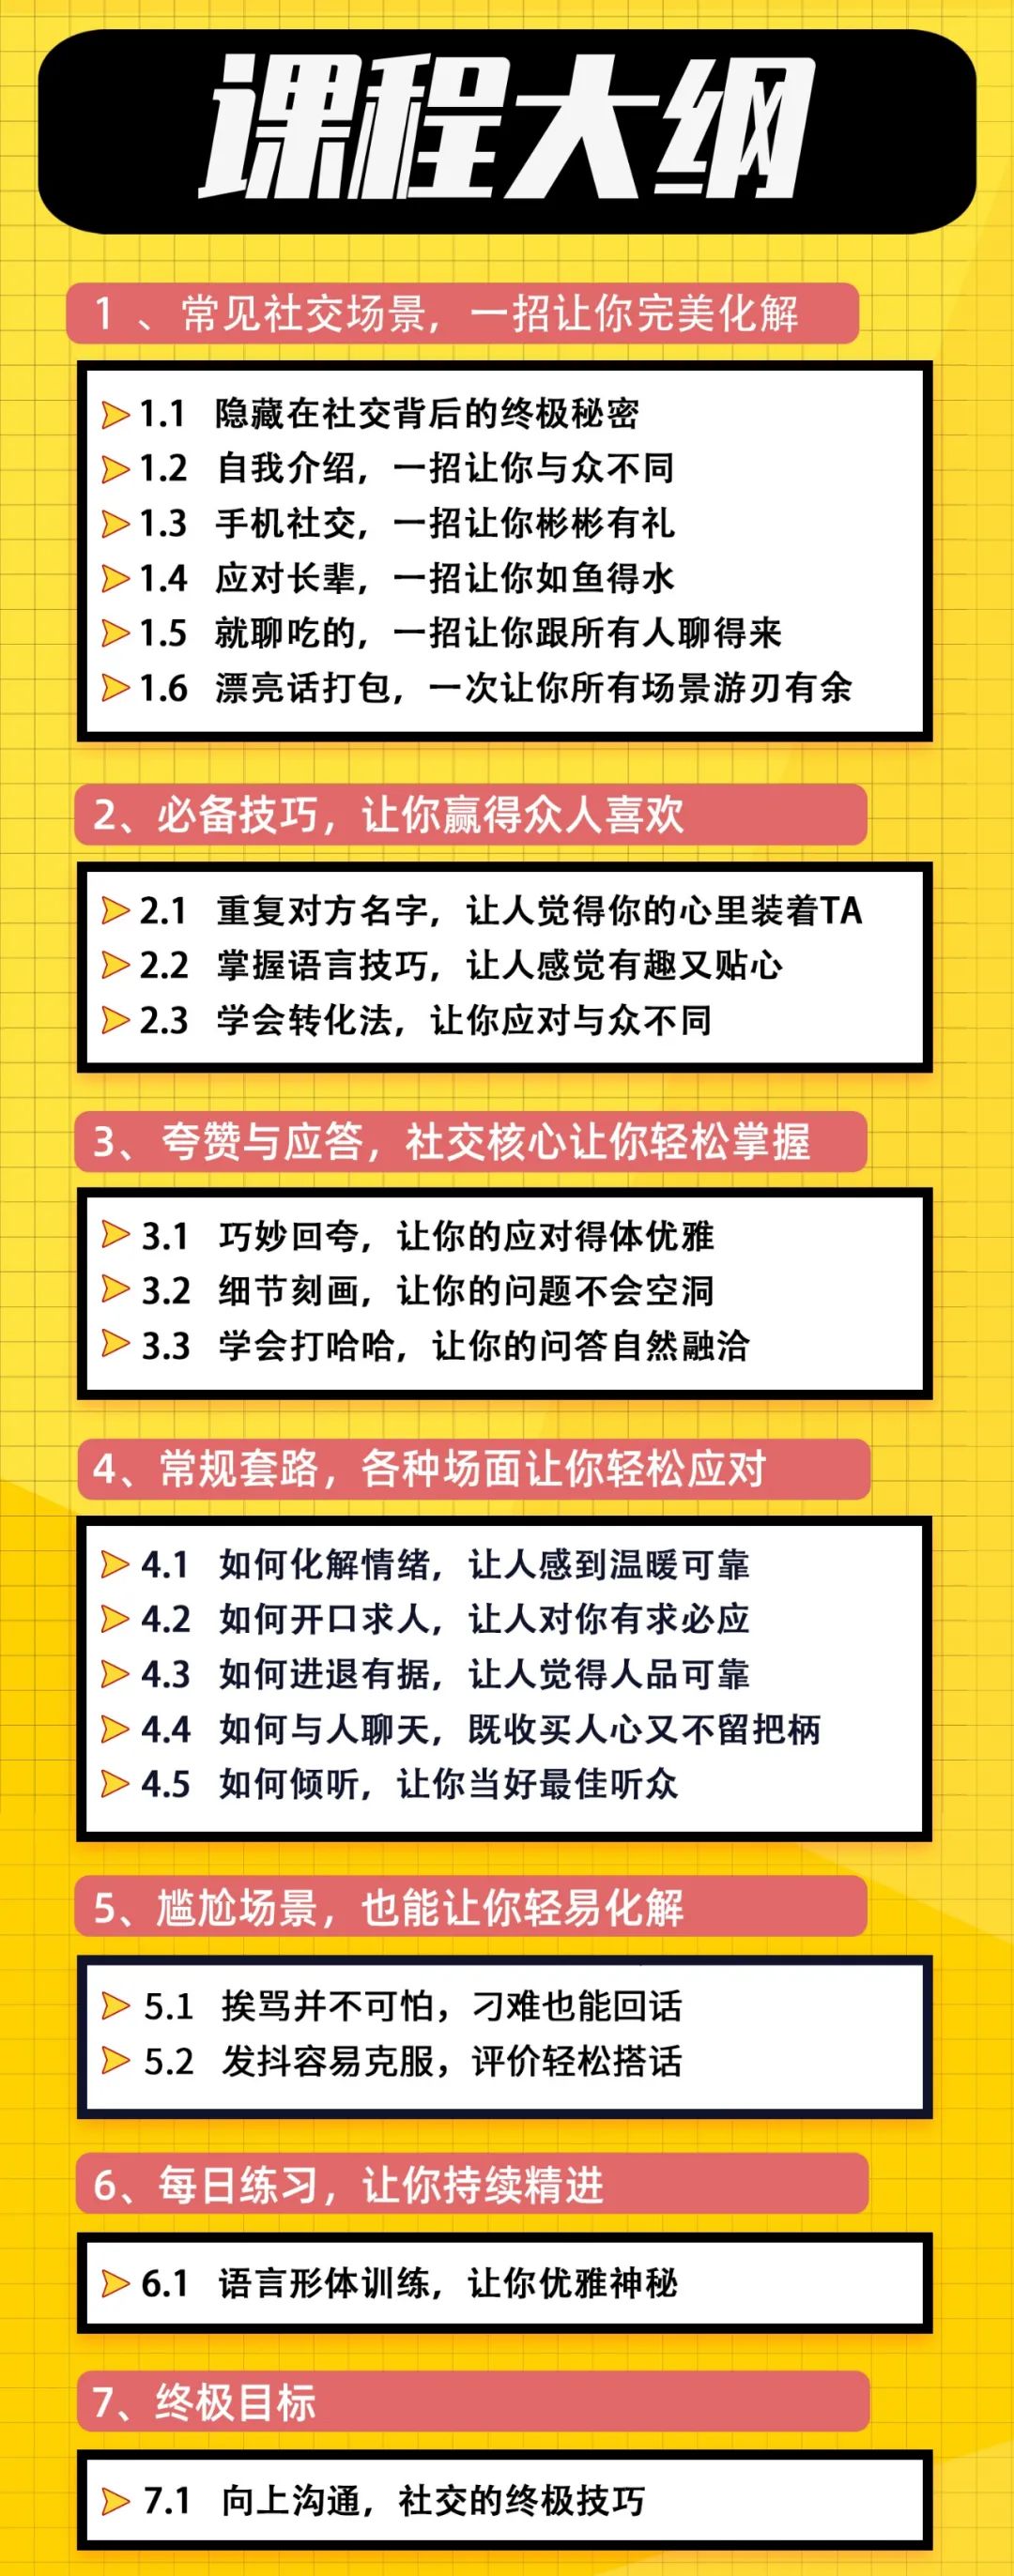 课程大纲
1 、常见社交场景，一招让你完美化解
1.1 隐藏在社交背后的终极秘密
1.2 自我介绍，一招让你与众不同
1.3 手机社交，一招让你彬彬有礼
1.4 应对长辈，一招让你如鱼得水
1.5 就聊吃的，一招让你跟所有人聊得来
1.6 漂亮话打包，一次让你所有场景游刃有余
2、必备技巧，让你赢得众人喜欢
2.1 重复对方名字，让人觉得你的心里装着TA
2.2 掌握语言技巧，让人感觉有趣又贴心
2.3 学会转化法，让你应对与众不同
3、夸赞与应答，社交核心让你轻松掌握
3.1 巧妙回夸，让你的应对得体优雅
3.2 细节刻画，让你的问题不会空洞
3.3 学会打哈哈，让你的问答自然融洽
4、常规套路，各种场面让你轻松应对
4.1 如何化解情绪，让人感到温暖可靠
4.2 如何开口求人，让人对你有求必应
4.3 如何进退有据，让人觉得人品可靠
4.4 如何与人聊天，既收买人心又不留把柄
4.5 如何倾听，让你当好最佳听众
5、尴尬场景，也能让你轻易化解
5.1 挨骂并不可怕，刁难也能回话
5.2 发抖容易克服，评价轻松搭话
6、每日练习，让你持续精进
6.1 语言形体训练，让你优雅神秘
7、终极目标
7.1 向上沟通，社交的终极技巧